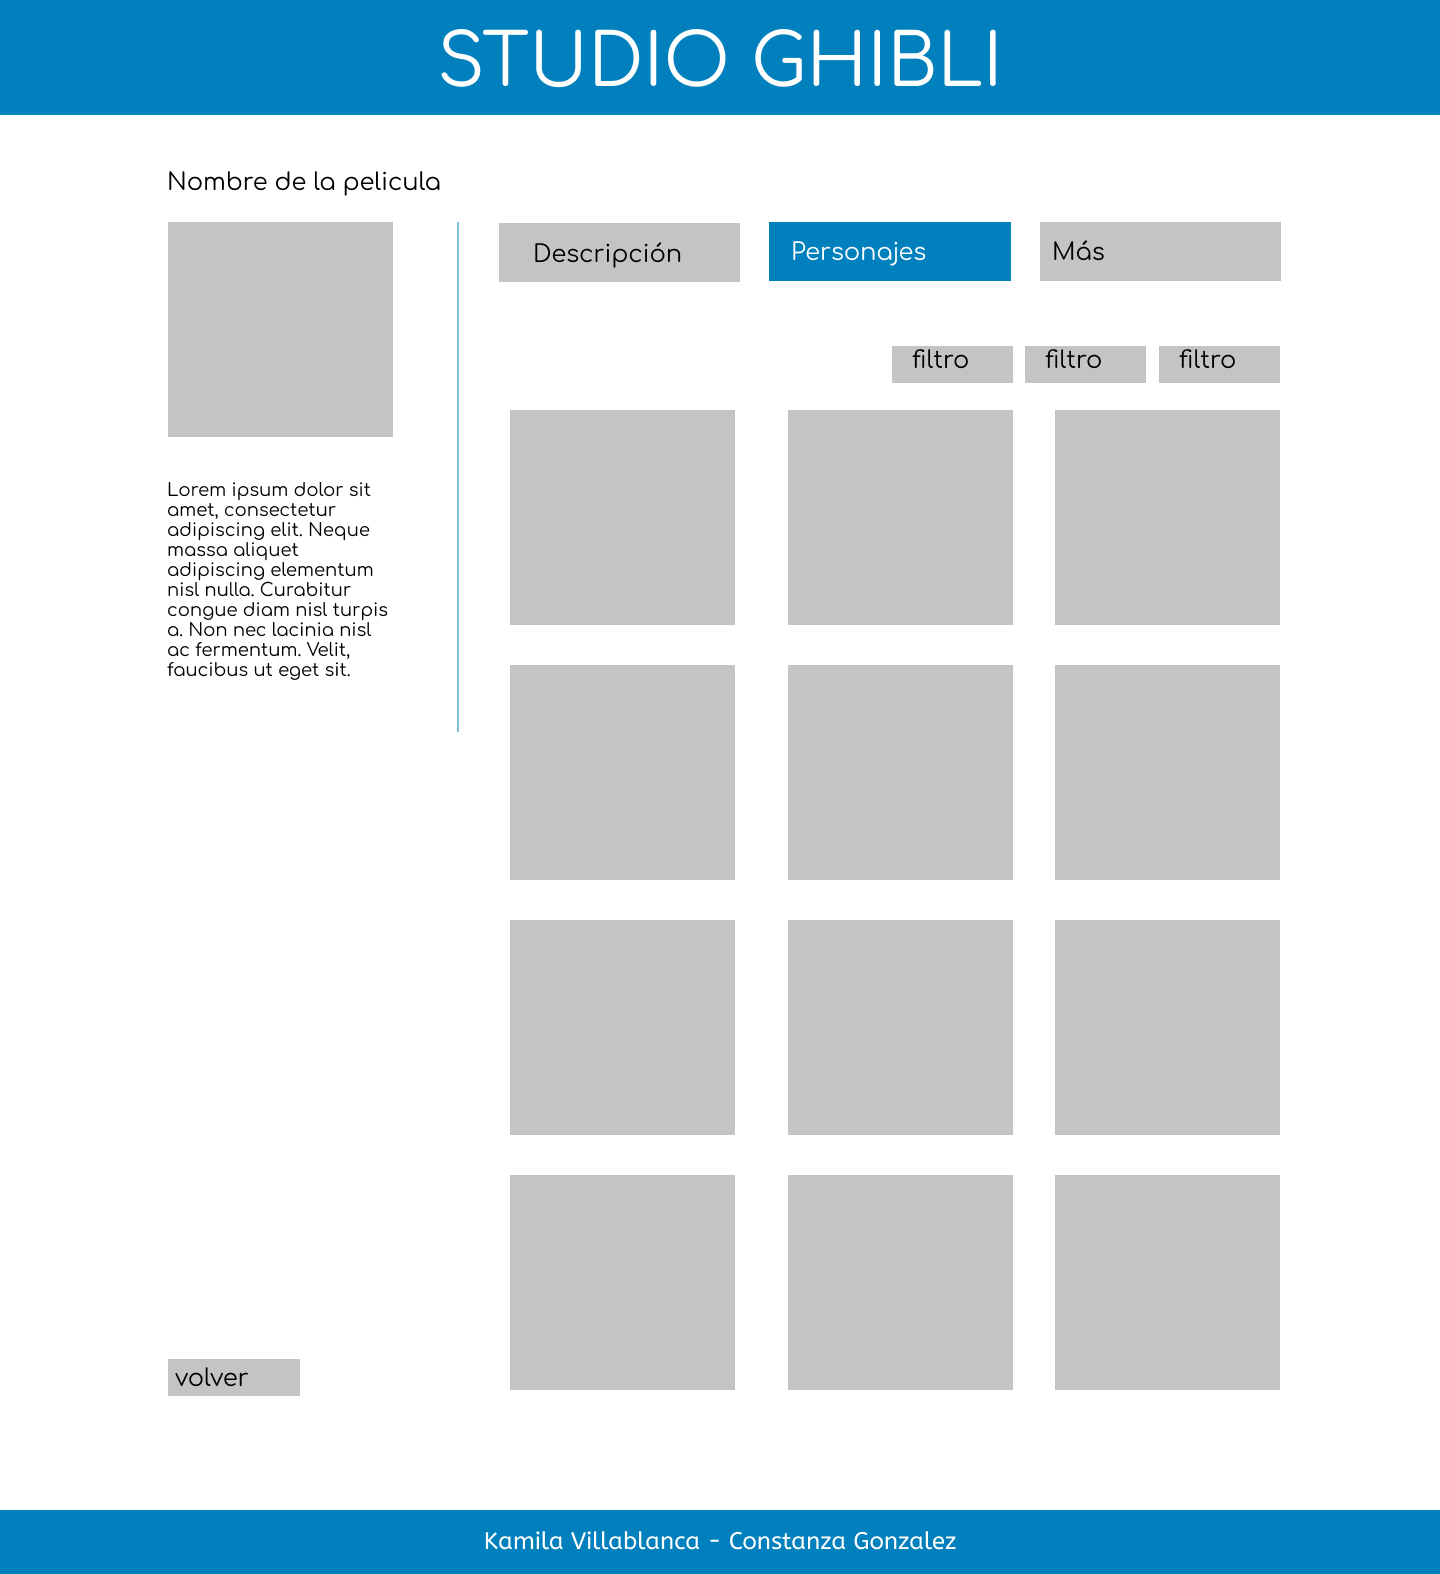 STUDIO GHIBLI
Nombre de la pelicula
Descripción
Personajes
Más
filtro
filtro
filtro
Lorem ipsum dolor sit
amet, consectetur
adipiscing elit. Neque
massa aliquet
adipiscing elementum
nisl nulla. Curabitur
congue diam nisl turpis
a. Non nec lacinia nisl
ac fermentum. Velit,
faucibus ut eget sit.
volver
Kamila Villablanca - Constanza Gonzalez